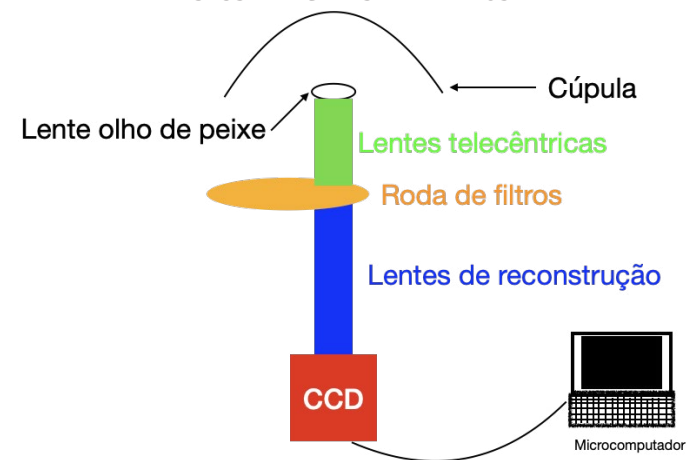 Cúpula
Lente olho de peixe
Lentes telecêntricas
Roda de filtros
Lentes de reconstrução
CCD
Microcomputador